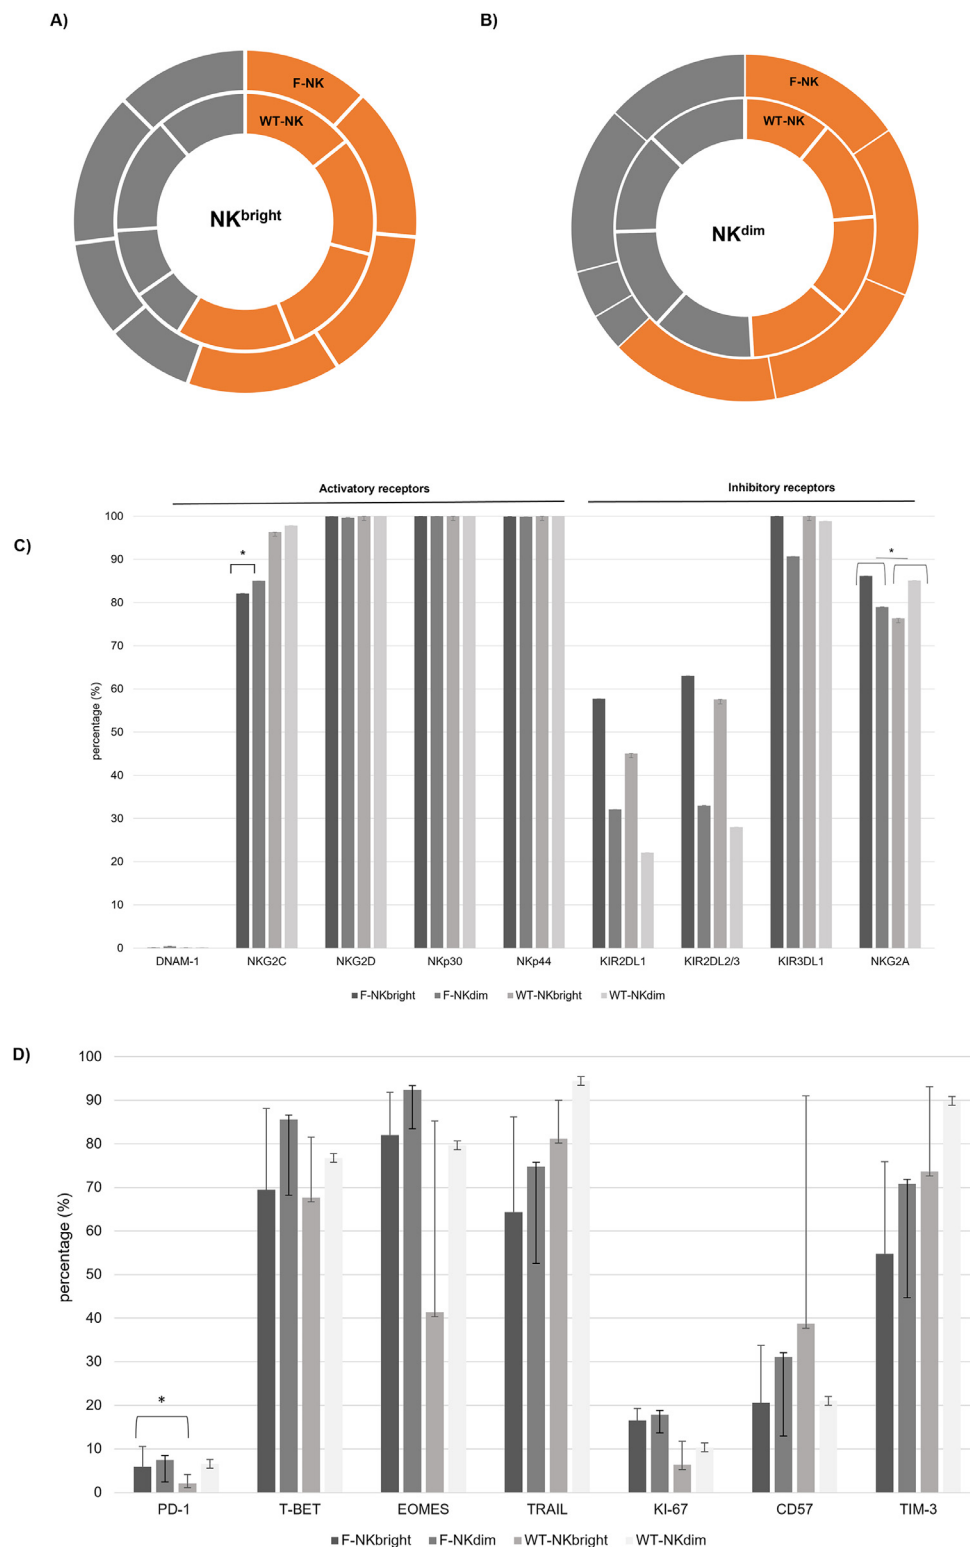 A)
B)
F-NK
WT-NK
NKbright
F-NK
WT-NK
NKdim
C)
Activatory receptors
Inhibitory receptors
percentage (%)
100
90
80
70
60
50
40
30
20
10
0
*
*
DNAM-1 NKG2C NKG2D NKp30 NKp44 KIR2DL1 KIR2DL2/3 KIR3DL1 NKG2A
F-NKbright F-NKdim WT-NKbright WT-NKdim
D)
percentage (%)
100
90
80
70
60
50
40
30
20
10
0
*
PD-1 T-BET EOMES TRAIL KI-67 CD57 TIM-3
F-NKbright F-NKdim WT-NKbright WT-NKdim